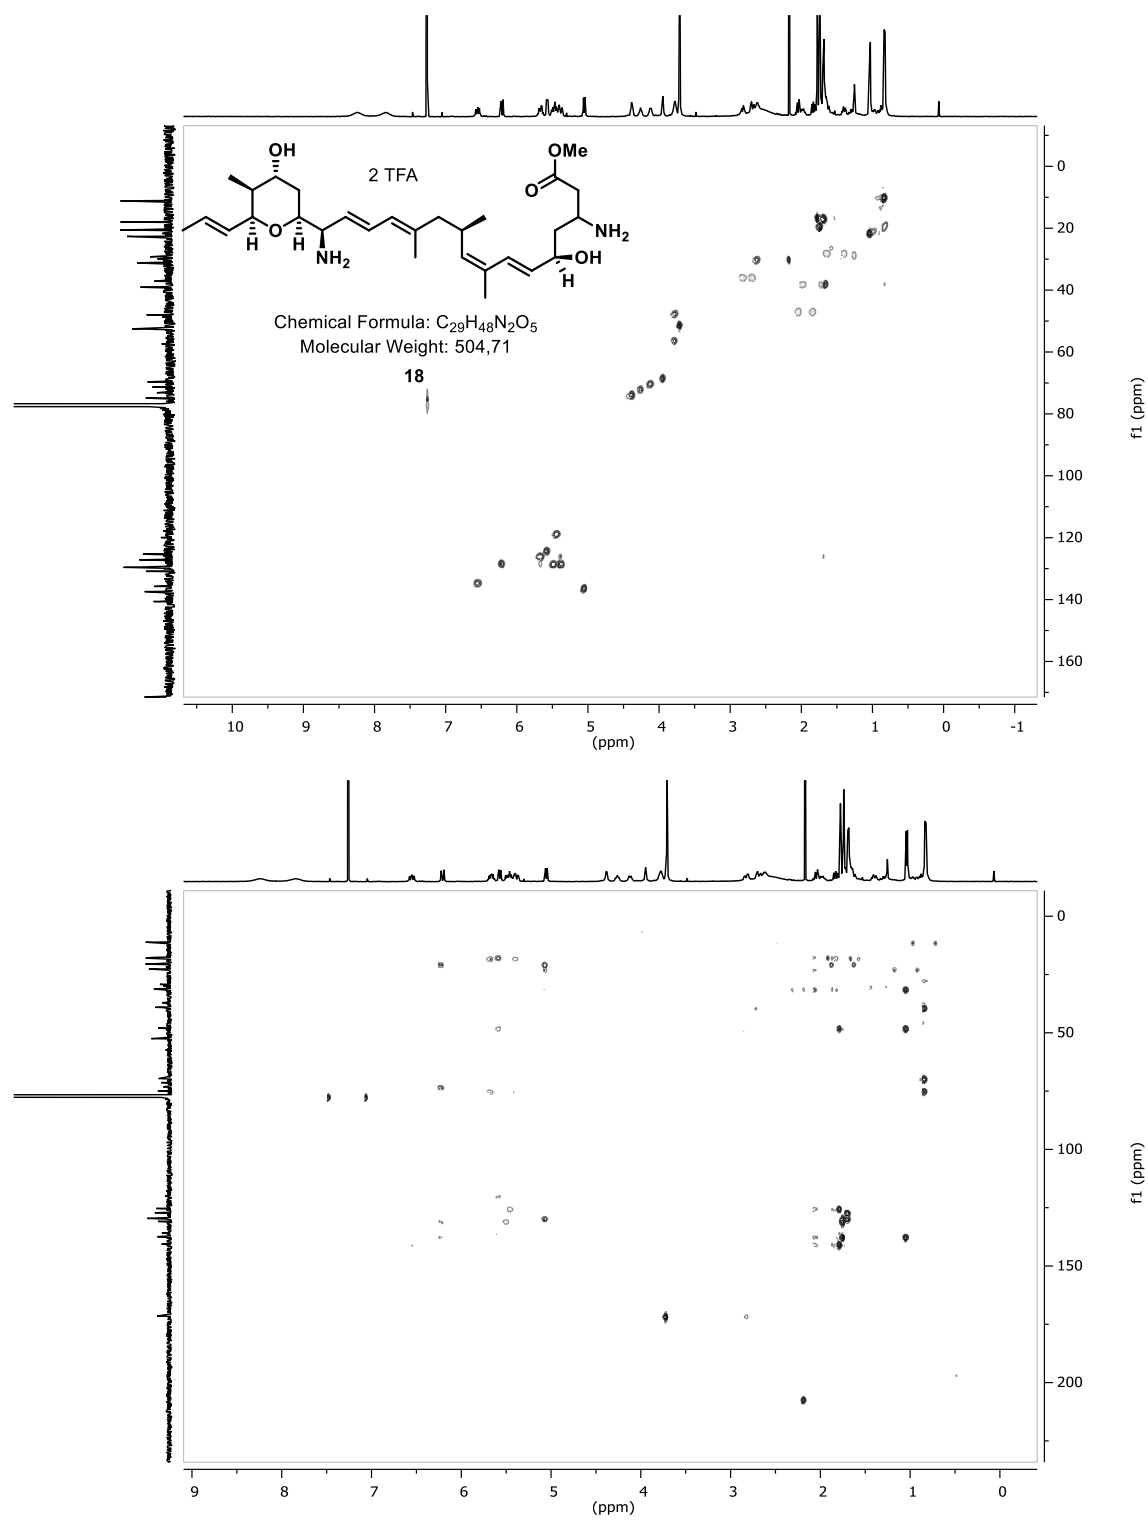 OH
2 TFA
OMe
O
O
H
H
NH2
NH2
OH
H
Chemical Formula: C29H48N2O5
Molecular Weight: 504,71
18
0
20
40
60
80
100
120
140
160
f1 (ppm)
10 9 8 7 6 5 4 3 2 1 0 -1
(ppm)
0
50
100
150
200
f1 (ppm)
9 8 7 6 5 4 3 2 1 0
(ppm)